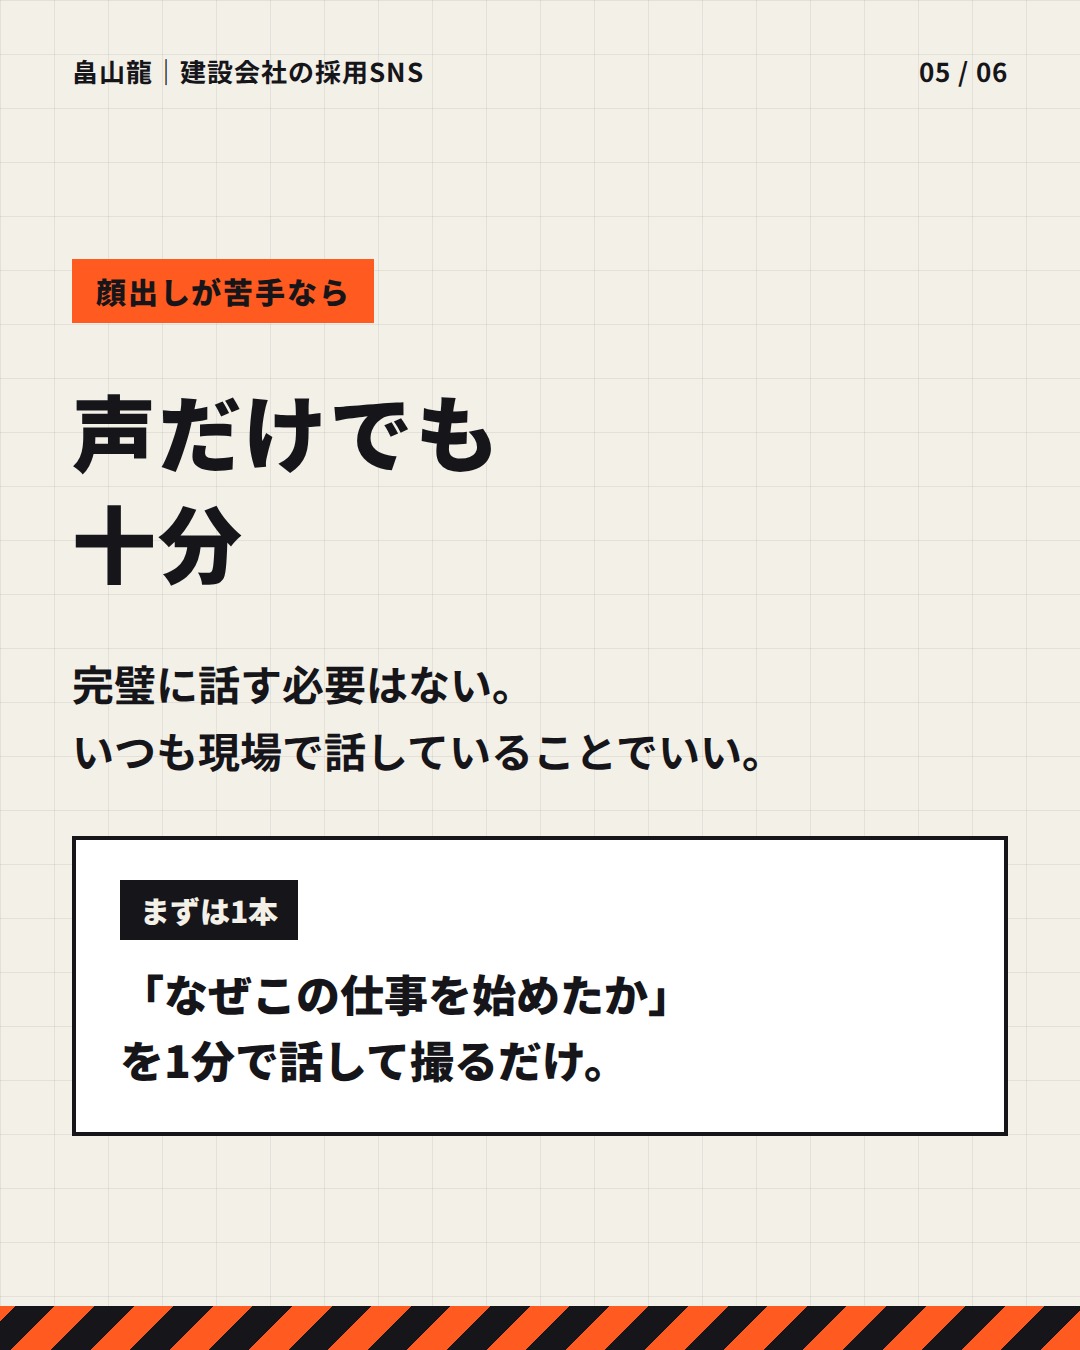 畠山龍｜建設会社の採用SNS
05 / 06
顔出しが苦手なら
声だけでも
十分
完璧に話す必要はない。
いつも現場で話していることでいい。
まずは1本
「なぜこの仕事を始めたか」
を1分で話して撮るだけ。